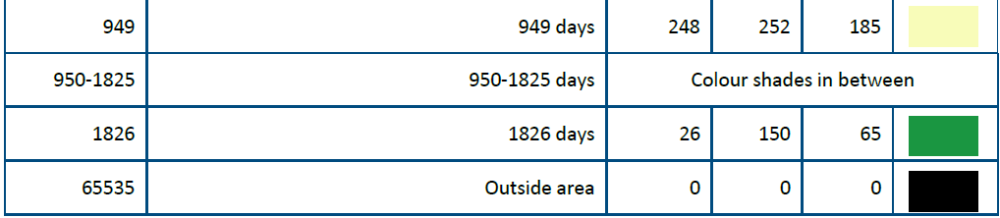 949 949 days 248 252 185
950-1825 950-1825 days Colour shades in between
1826 1826 days 26 150 65
65535 Outside area 0 0 0